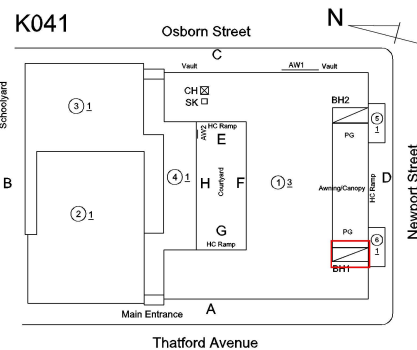 K041
Osborn Street
N
C
Vault
AW1
Vault
CH
SK
BH2
Schoolyard
3 1
AW2
HC Ramp
E
5
1
PG
Newport Street
B
4 1
H
Courtyard
F
1 3
Awning/Canopy
HC Ramp
D
2 1
G
HC Ramp
PG
6
1
BH1
Main Entrance
A
Thatford Avenue